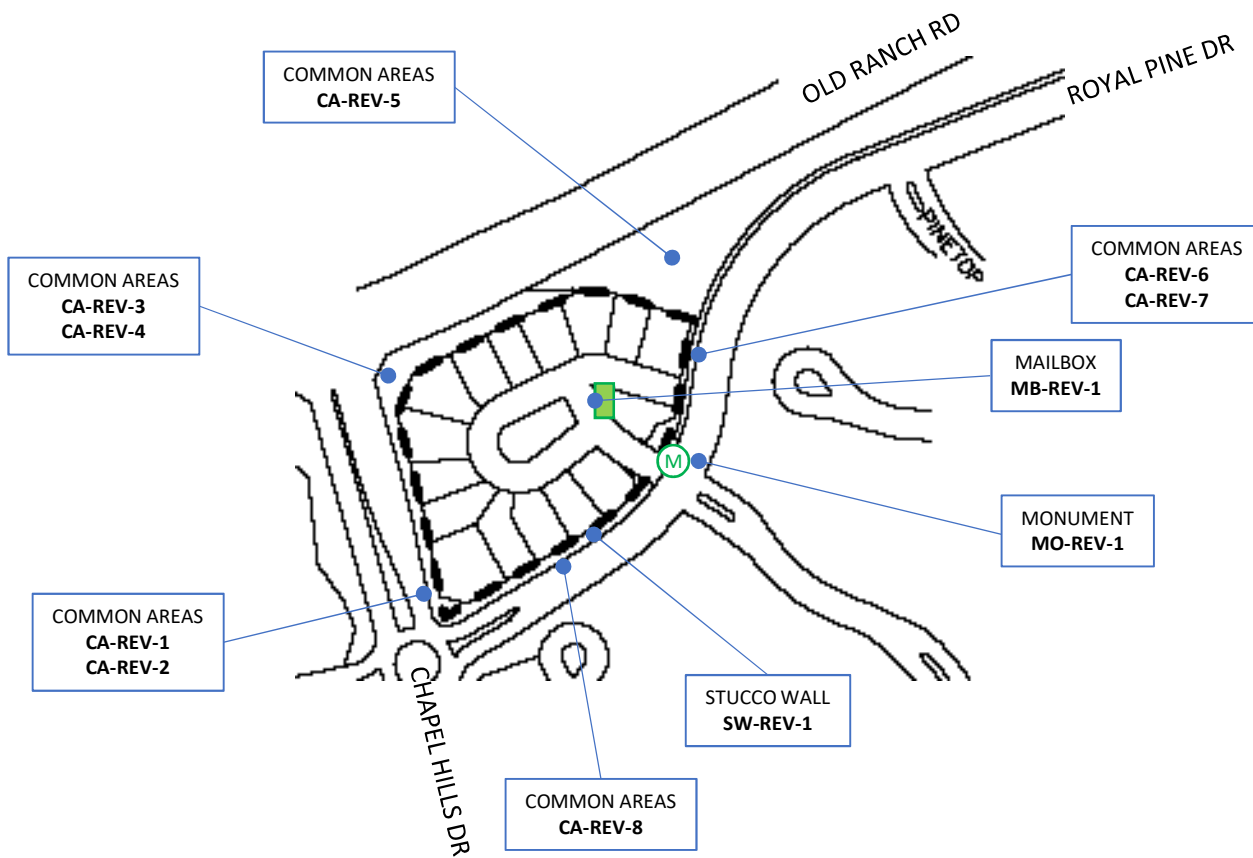 OLD RANCH RD
ROYAL PINE DR
COMMON AREAS
CA-REV-5
PINETOP
COMMON AREAS
CA-REV-3
CA-REV-4
COMMON AREAS
CA-REV-6
CA-REV-7
MAILBOX
MB-REV-1
M
MONUMENT
MO-REV-1
COMMON AREAS
CA-REV-1
CA-REV-2
STUCCO WALL
SW-REV-1
CHAPEL HILLS DR
COMMON AREAS
CA-REV-8